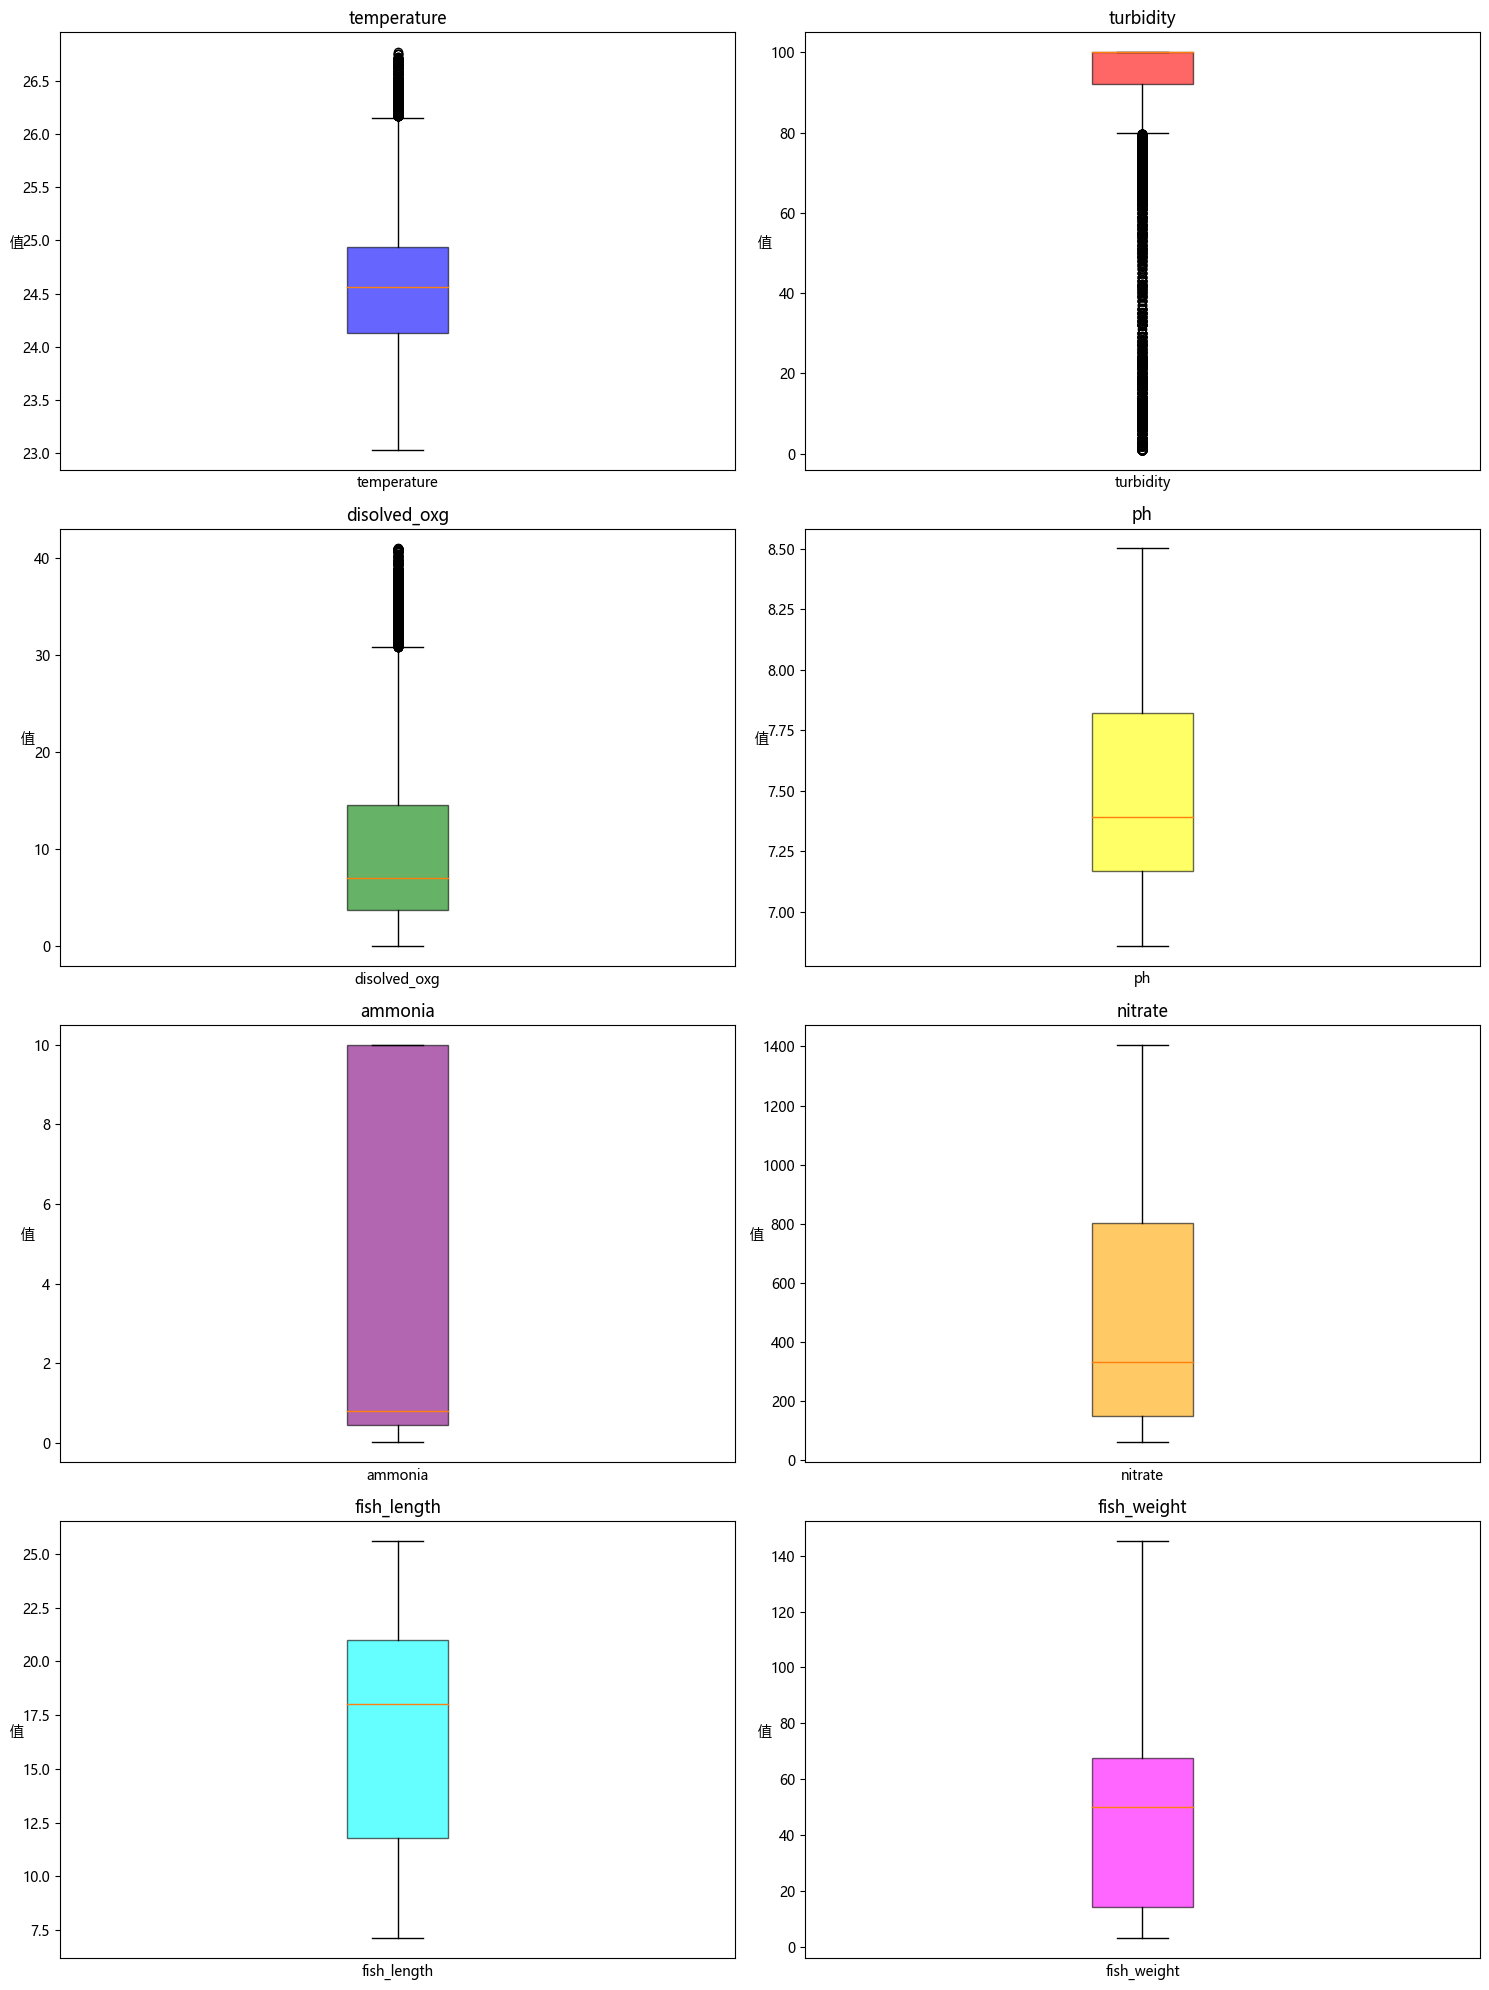 temperature
26.5
26.0
25.5
25.0
24.5
24.0
23.5
23.0
值
temperature
turbidity
100
80
60
40
20
0
值
turbidity
disolved_oxg
40
30
20
10
0
值
disolved_oxg
ph
8.50
8.25
8.00
7.75
7.50
7.25
7.00
值
ph
ammonia
10
8
6
4
2
0
值
ammonia
nitrate
1400
1200
1000
800
600
400
200
0
值
nitrate
fish_length
25.0
22.5
20.0
17.5
15.0
12.5
10.0
7.5
值
fish_length
fish_weight
140
120
100
80
60
40
20
0
值
fish_weight